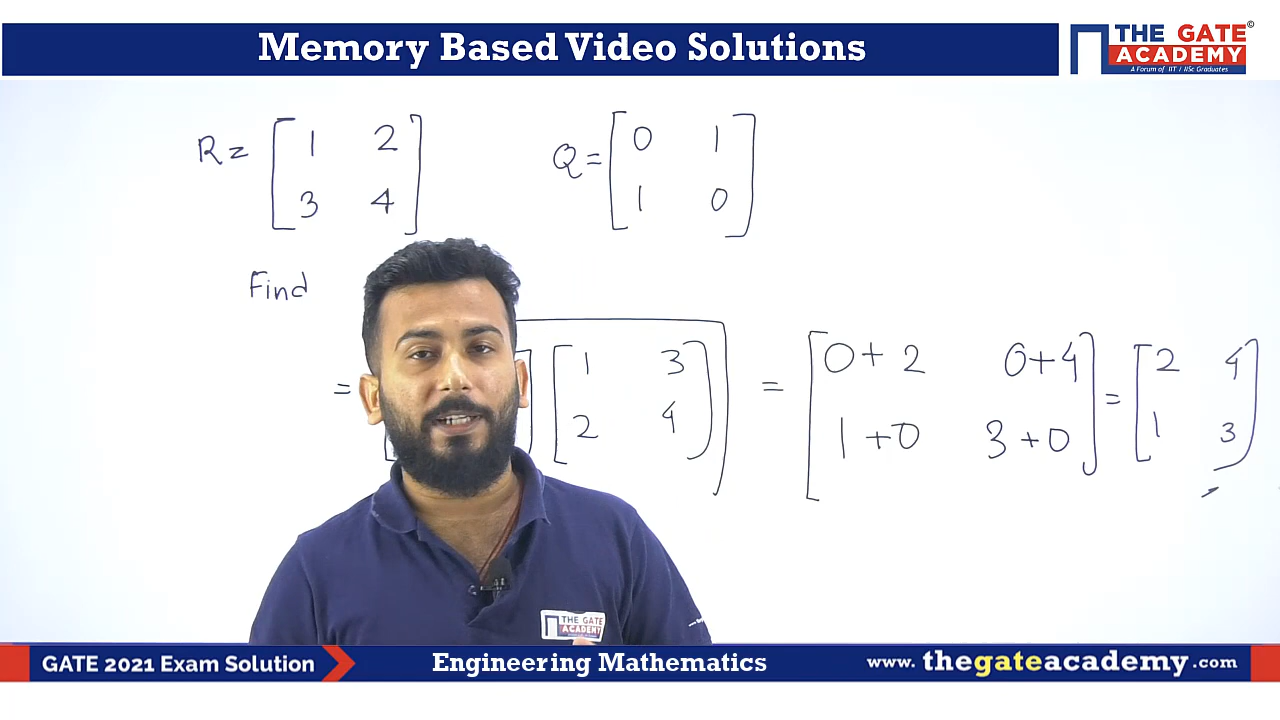 Memory Based Video Solutions
THE GATE
ACADEMY
©
A Forum of IIT / IISc Graduates
R = [ 1 2
3 4 ]
Q = [ 0 1
1 0 ]
Find
= [ 1 3
2 4 ] = [ 0 + 2 0 + 4
1 + 0 3 + 0 ] = [ 2 4
1 3 ]
THE GATE
ACADEMY
GATE 2021 Exam Solution
Engineering Mathematics
www. thegateacademy .com